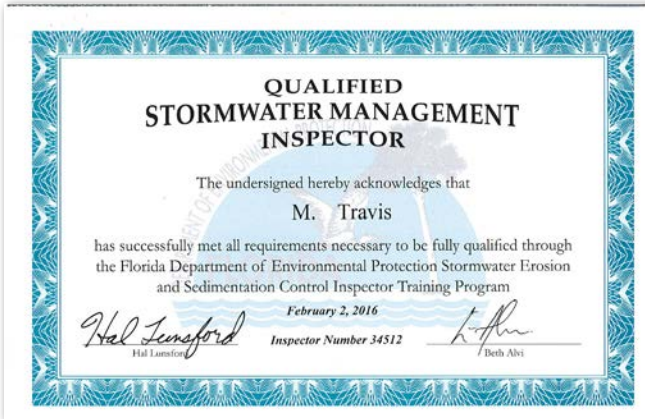 QUALIFIED
STORMWATER MANAGEMENT
INSPECTOR
The undersigned hereby acknowledges that
M. Travis
has successfully met all requirements necessary to be fully qualified through
the Florida Department of Environmental Protection Stormwater Erosion
and Sedimentation Control Inspector Training Program
February 2, 2016
Hal Lunsford
Inspector Number 34512
Hal Lunsford
Beth Alvi